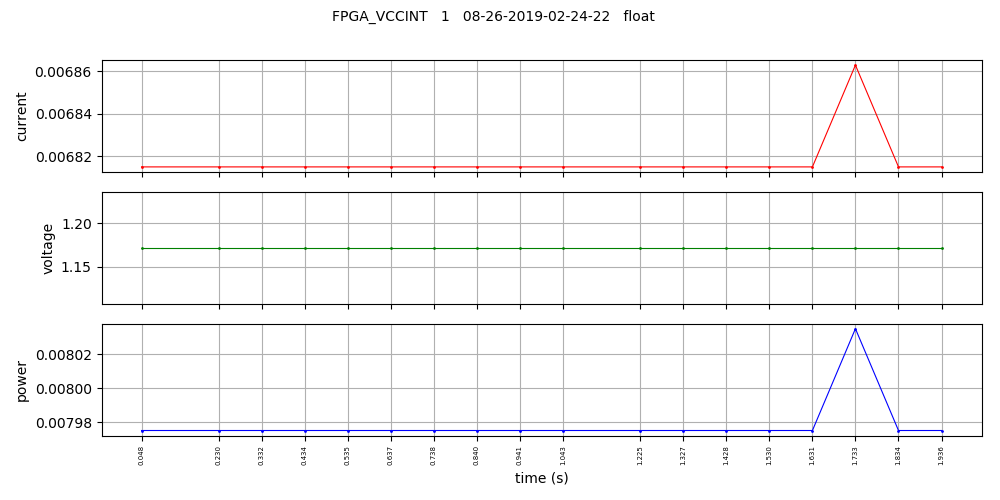 FPGA_VCCINT 1 08-26-2019-02-24-22 float
0.00686
0.00684
0.00682
current
1.20
1.15
voltage
0.00802
0.00800
0.00798
power
0.048 0.230 0.332 0.434 0.535 0.637 0.738 0.840 0.941 1.043 1.225 1.327 1.428 1.530 1.631 1.733 1.834 1.936
time (s)